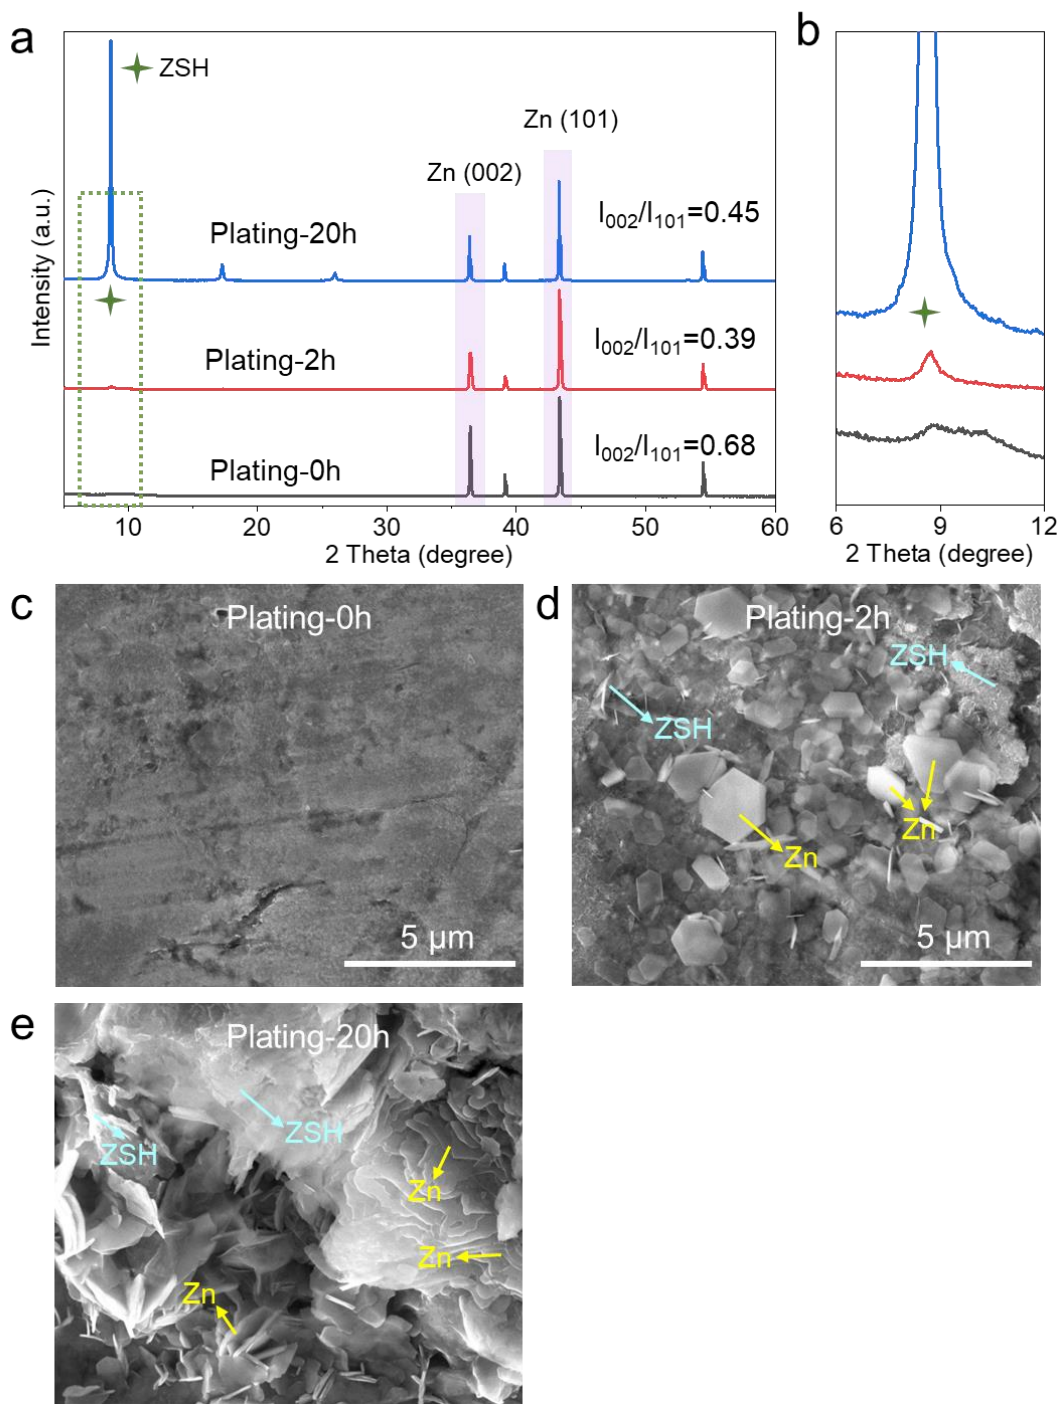 a
b
ZSH
Zn (002)
Zn (101)
Plating-20h
I₀₀₂/I₁₀₁=0.45
Plating-2h
I₀₀₂/I₁₀₁=0.39
Plating-0h
I₀₀₂/I₁₀₁=0.68
Intensity (a.u.)
10 20 30 40 50 60
2 Theta (degree)
6 9 12
2 Theta (degree)
c
Plating-0h
5 µm
d
Plating-2h
ZSH
ZSH
Zn
Zn
5 µm
e
Plating-20h
ZSH
ZSH
Zn
Zn
Zn